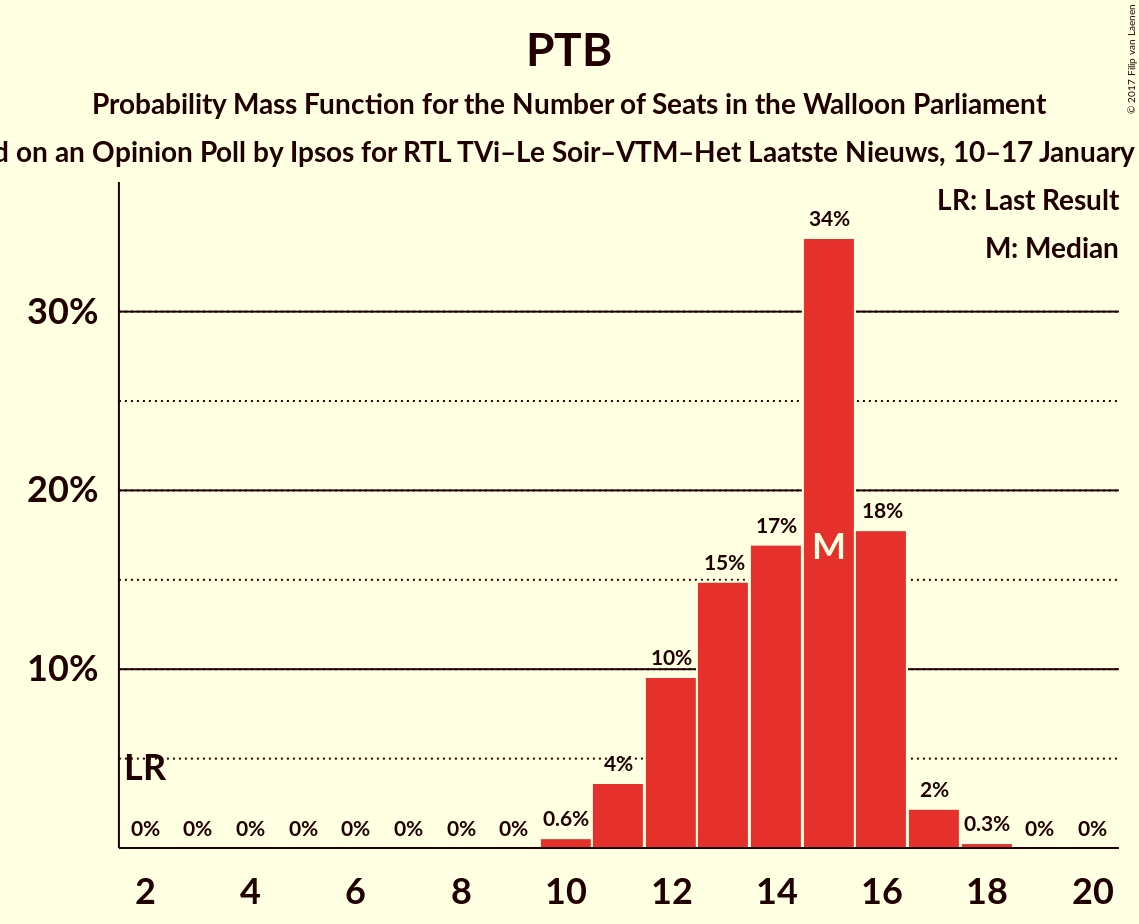 PTB
Probability Mass Function for the Number of Seats in the Walloon Parliament
on an Opinion Poll by Ipsos for RTL TVi–Le Soir–VTM–Het Laatste Nieuws, 10–17 January
© 2017 Filip van Laenen
LR: Last Result
M: Median
30%
20%
10%
LR
0% 0% 0% 0% 0% 0% 0% 0% 0.6% 4% 10% 15% 17% 34% 18% 2% 0.3% 0% 0%
M
2 4 6 8 10 12 14 16 18 20